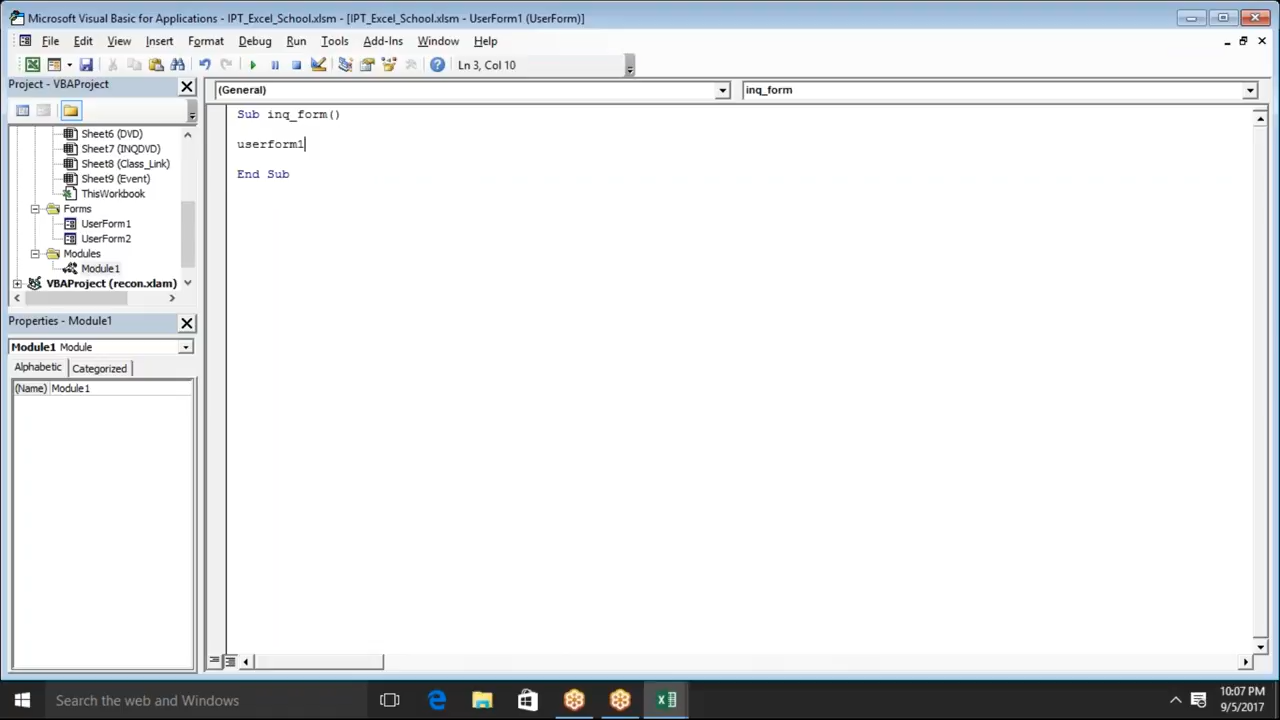 Microsoft Visual Basic for Applications - IPT_Excel_School.xlsm - [IPT_Excel_School.xlsm - UserForm1 (UserForm)]
File Edit View Insert Format Debug Run Tools Add-Ins Window Help
Ln 3, Col 10
Project - VBAProject
(General)
inq_form
Sheet6 (DVD)
Sheet7 (INQDVD)
Sheet8 (Class_Link)
Sheet9 (Event)
ThisWorkbook
Forms
UserForm1
UserForm2
Modules
Module1
VBAProject (recon.xlam)
Sub inq_form()
userform1
End Sub
Properties - Module1
Module1 Module
Alphabetic Categorized
(Name) Module1
Search the web and Windows
10:07 PM
9/5/2017